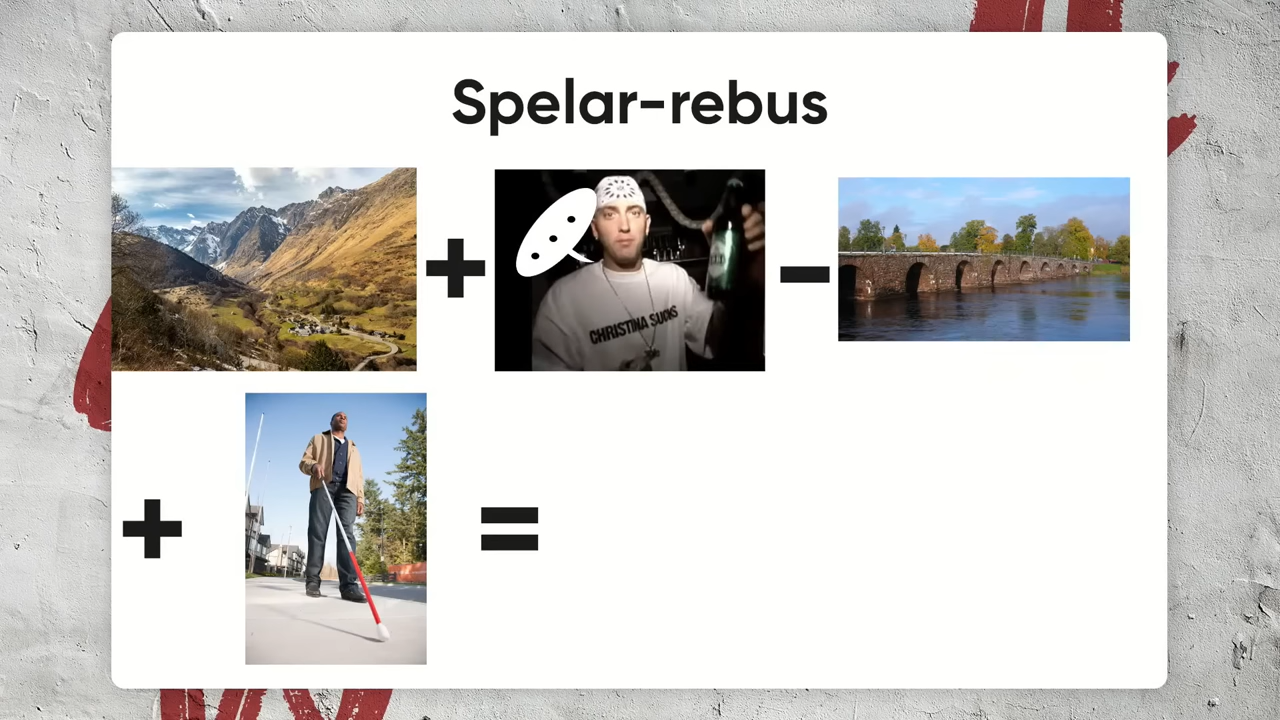 Spelar-rebus
+
CHRISTINA SUCKS
-
+
=